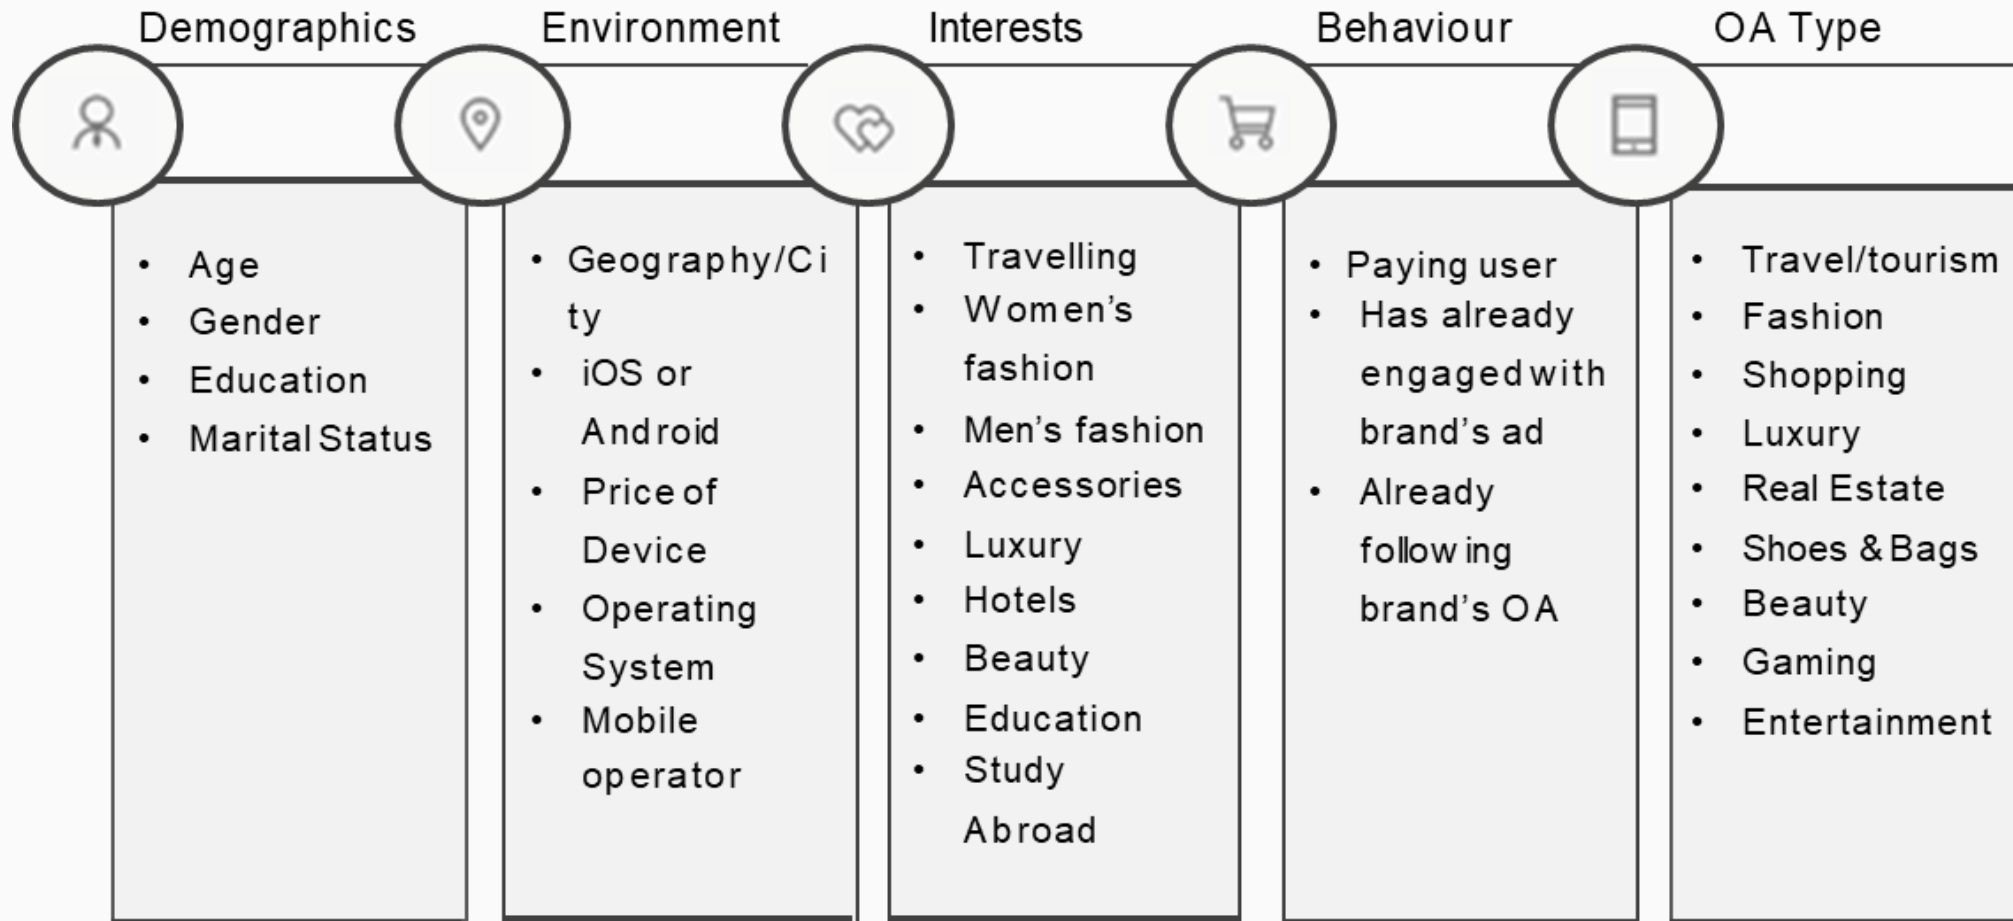 Demographics
Environment
Interests
Behaviour
OA Type
• Age
• Gender
• Education
• Marital Status
• Geography/Ci
ty
• iOS or
Android
• Price of
Device
• Operating
System
• Mobile
operator
• Travelling
• Women's
fashion
• Men's fashion
• Accessories
• Luxury
• Hotels
• Beauty
• Education
• Study
Abroad
• Paying user
• Has already
engaged with
brand's ad
• Already
following
brand's OA
• Travel/tourism
• Fashion
• Shopping
• Luxury
• Real Estate
• Shoes & Bags
• Beauty
• Gaming
• Entertainment